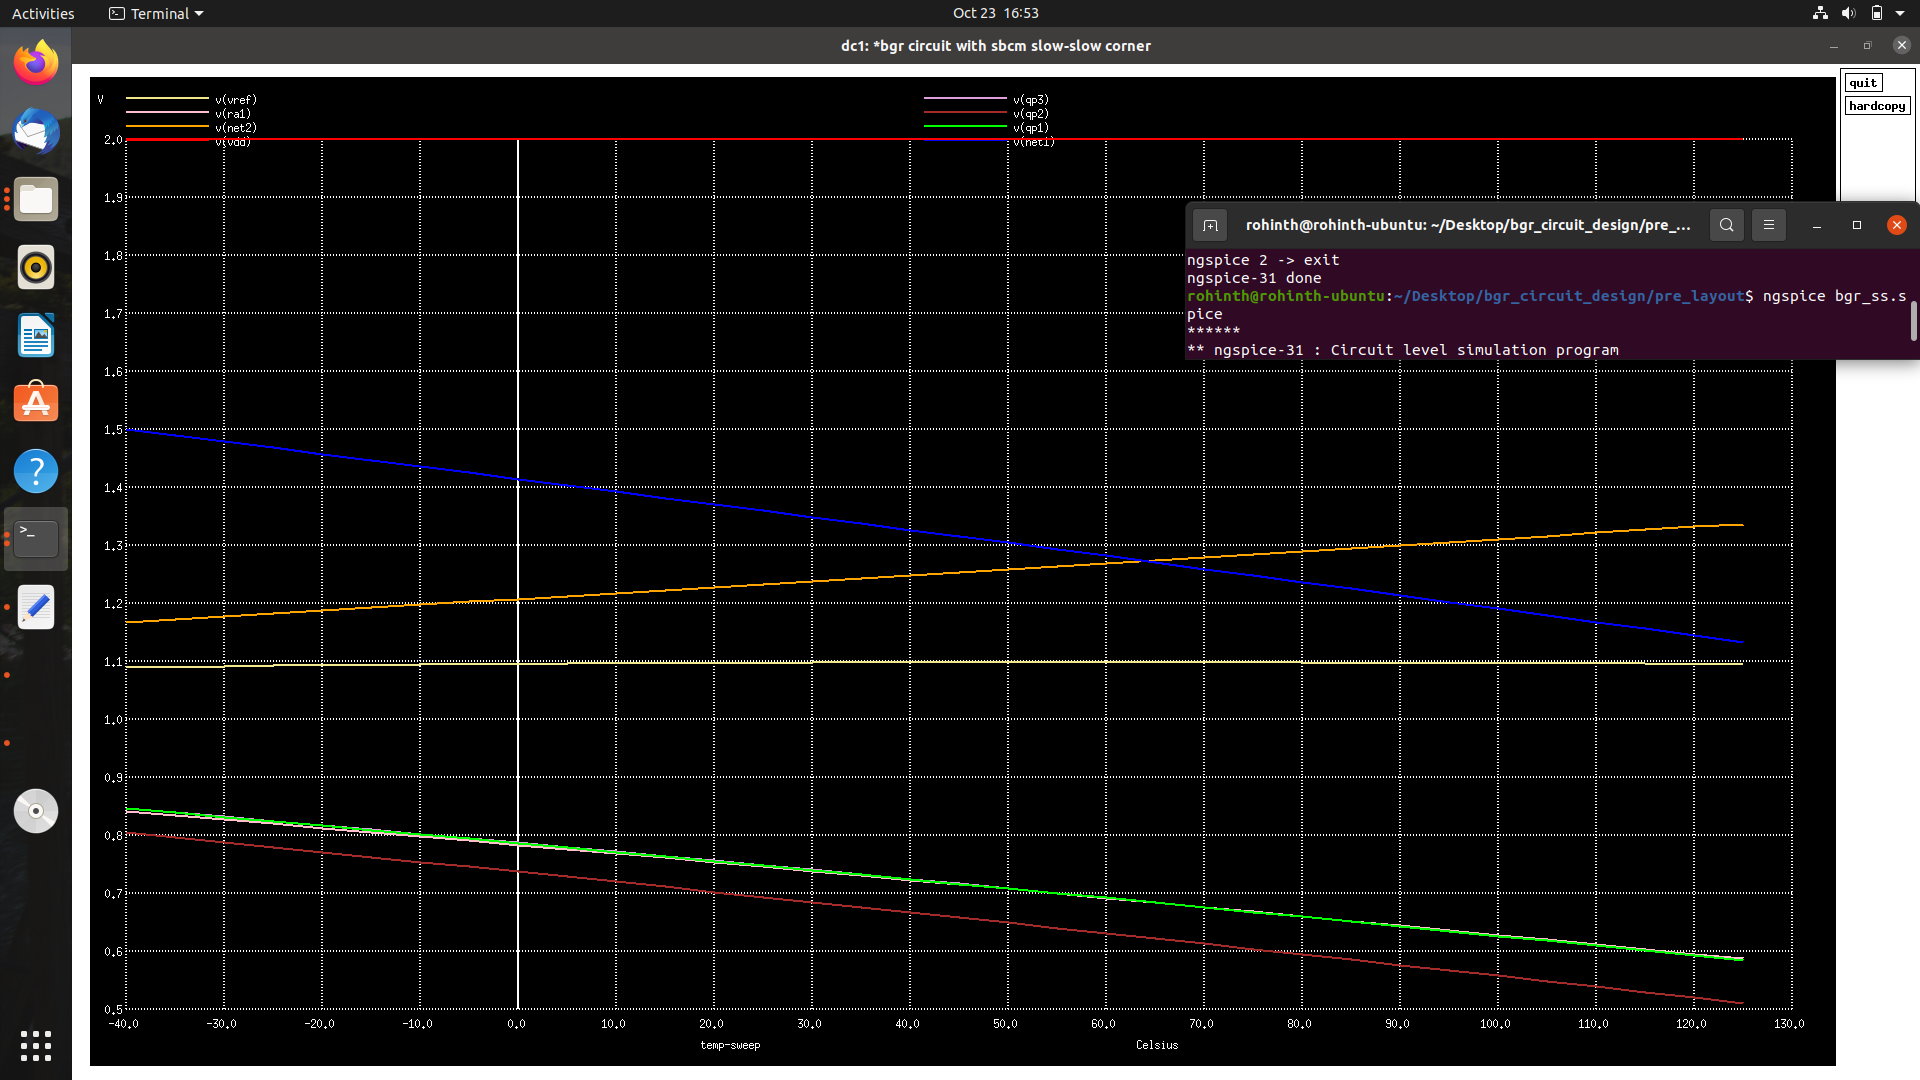 Activities
Terminal
Oct 23 16:53
dc1: *bgr circuit with sbcm slow-slow corner
quit
hardcopy
V
v(vref)
v(ra1)
v(net2)
v(vdd)
v(qp3)
v(qp2)
v(qp1)
v(net1)
rohinth@rohinth-ubuntu: ~/Desktop/bgr_circuit_design/pre_...
ngspice 2 -> exit
ngspice-31 done
rohinth@rohinth-ubuntu:~/Desktop/bgr_circuit_design/pre_layout$ ngspice bgr_ss.s
pice
******
** ngspice-31 : Circuit level simulation program
2.0
1.9
1.8
1.7
1.6
1.5
1.4
1.3
1.2
1.1
1.0
0.9
0.8
0.7
0.6
0.5
-40.0 -30.0 -20.0 -10.0 0.0 10.0 20.0 30.0 40.0 50.0 60.0 70.0 80.0 90.0 100.0 110.0 120.0 130.0
temp-sweep Celsius